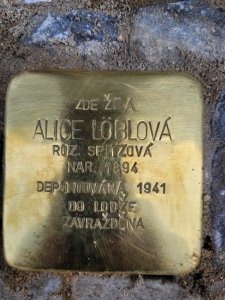 ZDE ŽILA
ALICE LÖBLOVÁ
ROZ. SPITZOVÁ
NAR. 1894
DEPORTOVÁNA 1941
DO LODŽE
ZAVRAŽDĚNA